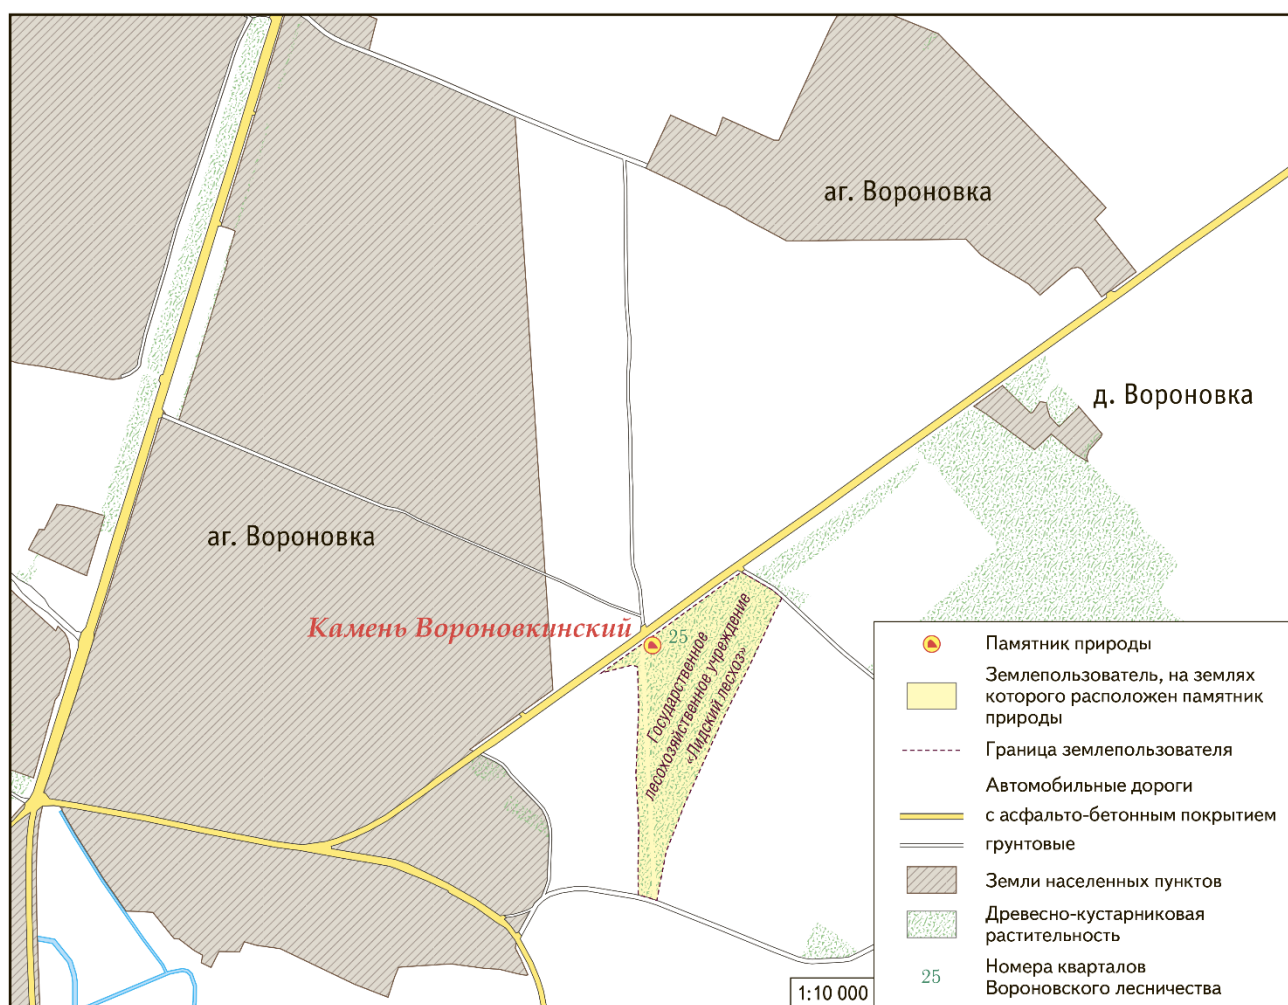 аг. Вороновка
д. Вороновка
аг. Вороновка
Камень Вороновкинский
25
Государственное
лесохозяйственное учреждение
«Лидский лесхоз»
Памятник природы
Землепользователь, на землях
которого расположен памятник
природы
Граница землепользователя
Автомобильные дороги
с асфальто-бетонным покрытием
грунтовые
Земли населенных пунктов
Древесно-кустарниковая
растительность
25
Номера кварталов
Вороновского лесничества
1:10 000